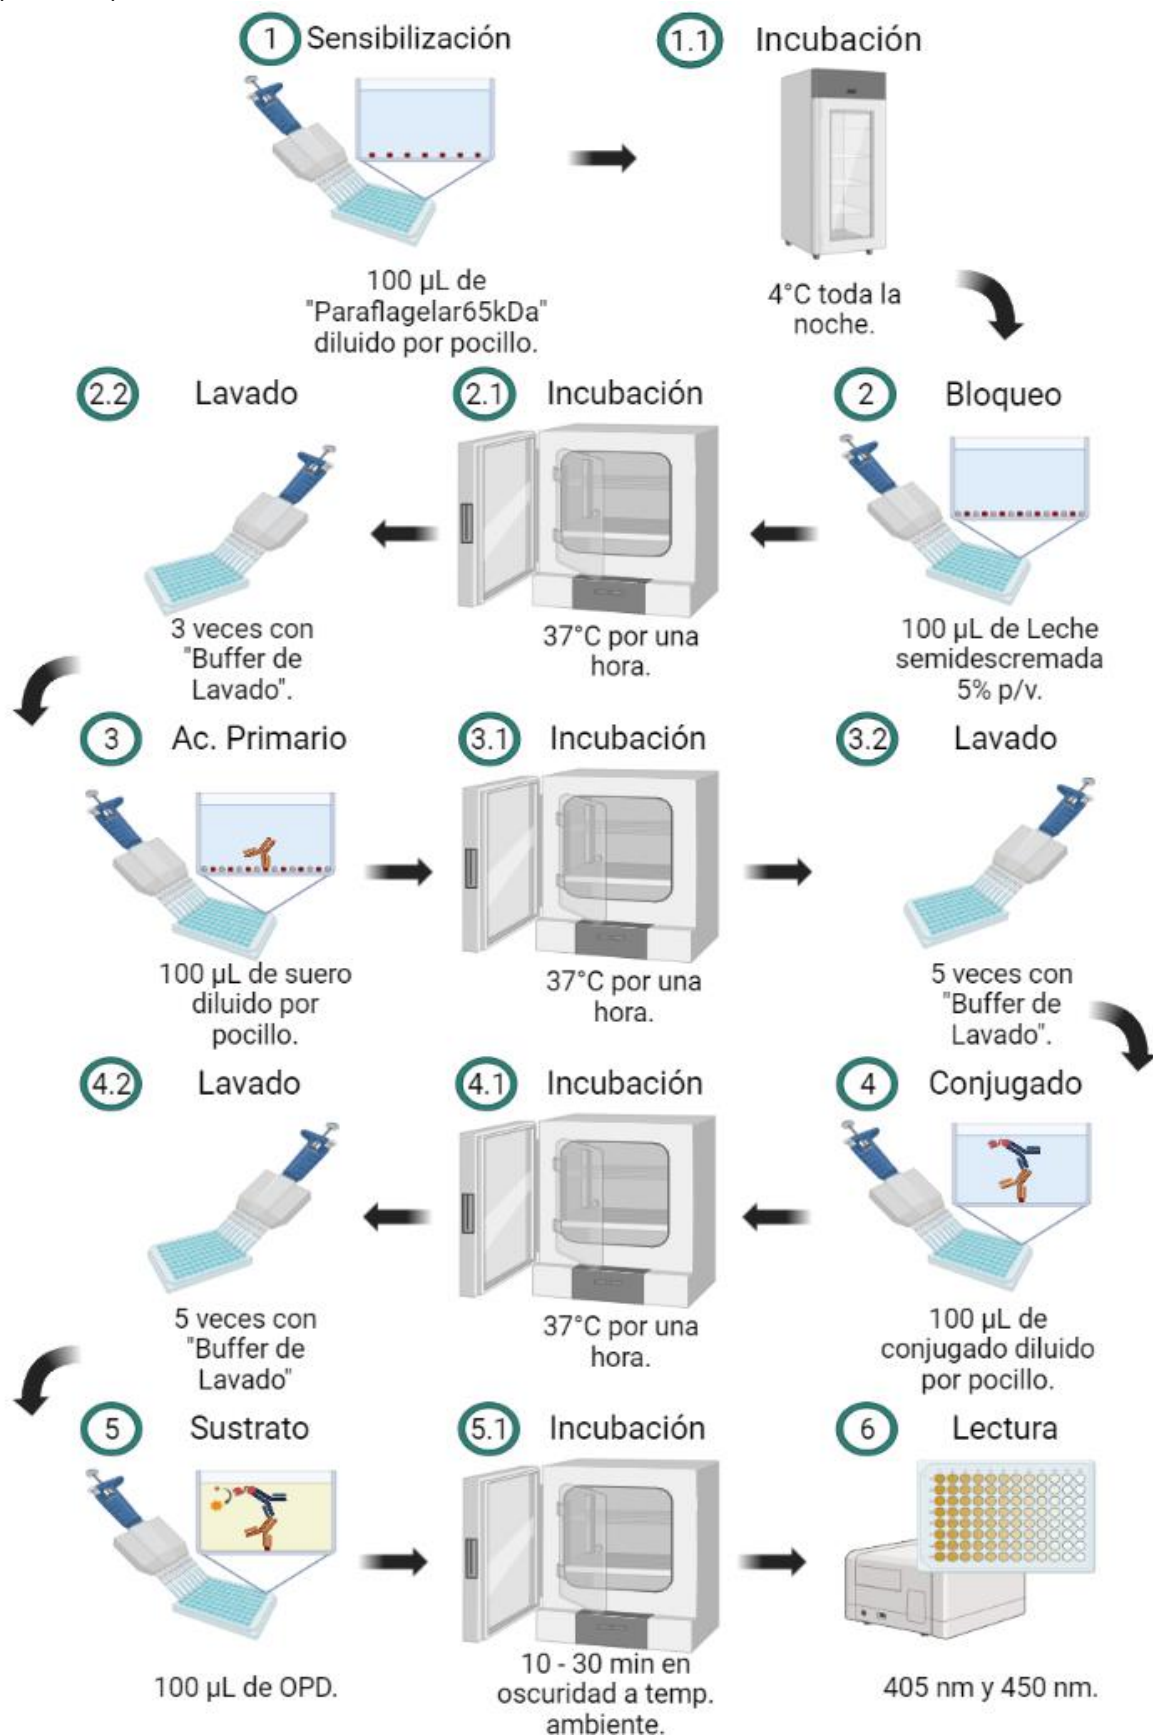 1 Sensibilización
1.1 Incubación
100 µL de
"Paraflagelar65kDa"
diluido por pocillo.
4°C toda la
noche.
2 Bloqueo
100 µL de Leche
semidescremada
5% p/v.
2.1 Incubación
37°C por una
hora.
2.2 Lavado
3 veces con
"Buffer de
Lavado".
3 Ac. Primario
100 µL de suero
diluido por
pocillo.
3.1 Incubación
37°C por una
hora.
3.2 Lavado
5 veces con
"Buffer de
Lavado".
4 Conjugado
100 µL de
conjugado diluido
por pocillo.
4.1 Incubación
37°C por una
hora.
4.2 Lavado
5 veces con
"Buffer de
Lavado"
5 Sustrato
100 µL de OPD.
5.1 Incubación
10 - 30 min en
oscuridad a temp.
ambiente.
6 Lectura
405 nm y 450 nm.